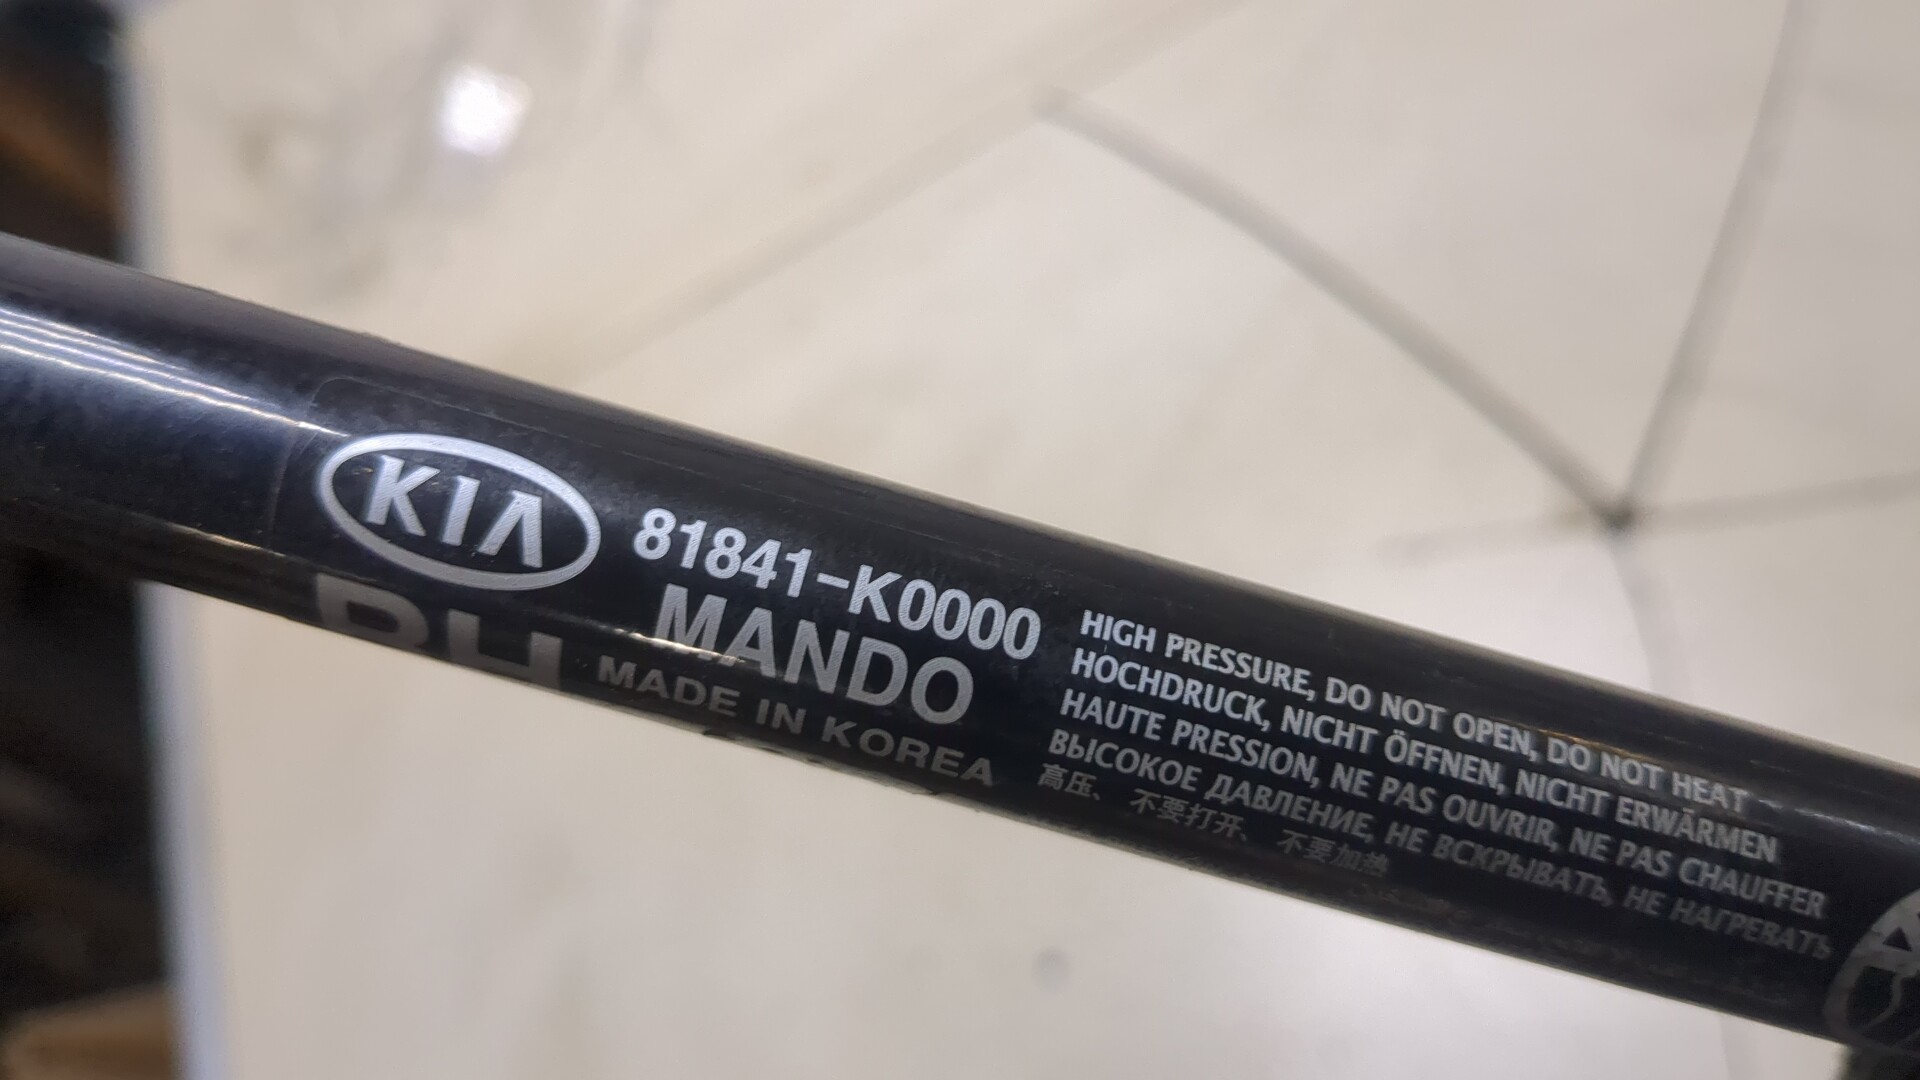 KIA
81841-K0000
MANDO
RH
MADE IN KOREA
HIGH PRESSURE, DO NOT OPEN, DO NOT HEAT
HOCHDRUCK, NICHT ÖFFNEN, NICHT ERWÄRMEN
HAUTE PRESSION, NE PAS OUVRIR, NE PAS CHAUFFER
ВЫСОКОЕ ДАВЛЕНИЕ, НЕ ВСКРЫВАТЬ, НЕ НАГРЕВАТЬ
高压、不要打开、不要加热